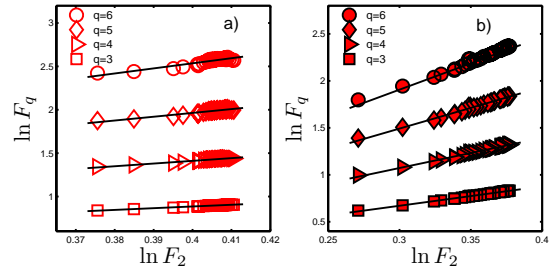 a)
q=6
q=5
q=4
q=3
ln F_q
2.5
2
1.5
1
0.37 0.38 0.39 0.4 0.41 0.42
ln F_2
b)
q=6
q=5
q=4
q=3
ln F_q
2.5
2
1.5
1
0.5
0.25 0.3 0.35 0.4
ln F_2